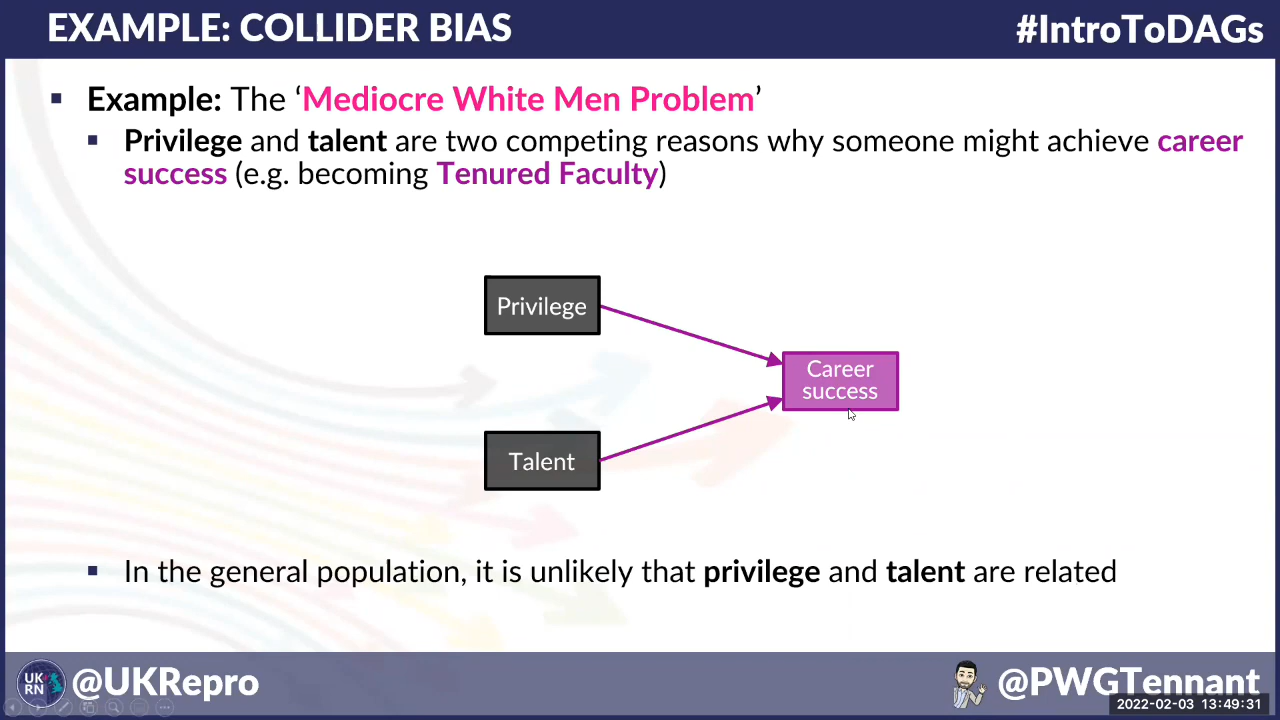 EXAMPLE: COLLIDER BIAS
#IntroToDAGs
Example: The ‘Mediocre White Men Problem’
Privilege and talent are two competing reasons why someone might achieve career
success (e.g. becoming Tenured Faculty)
Privilege
Career
success
Talent
In the general population, it is unlikely that privilege and talent are related
UK
RN
@UKRepro
@PWGTennant
2022-02-03 13:49:31